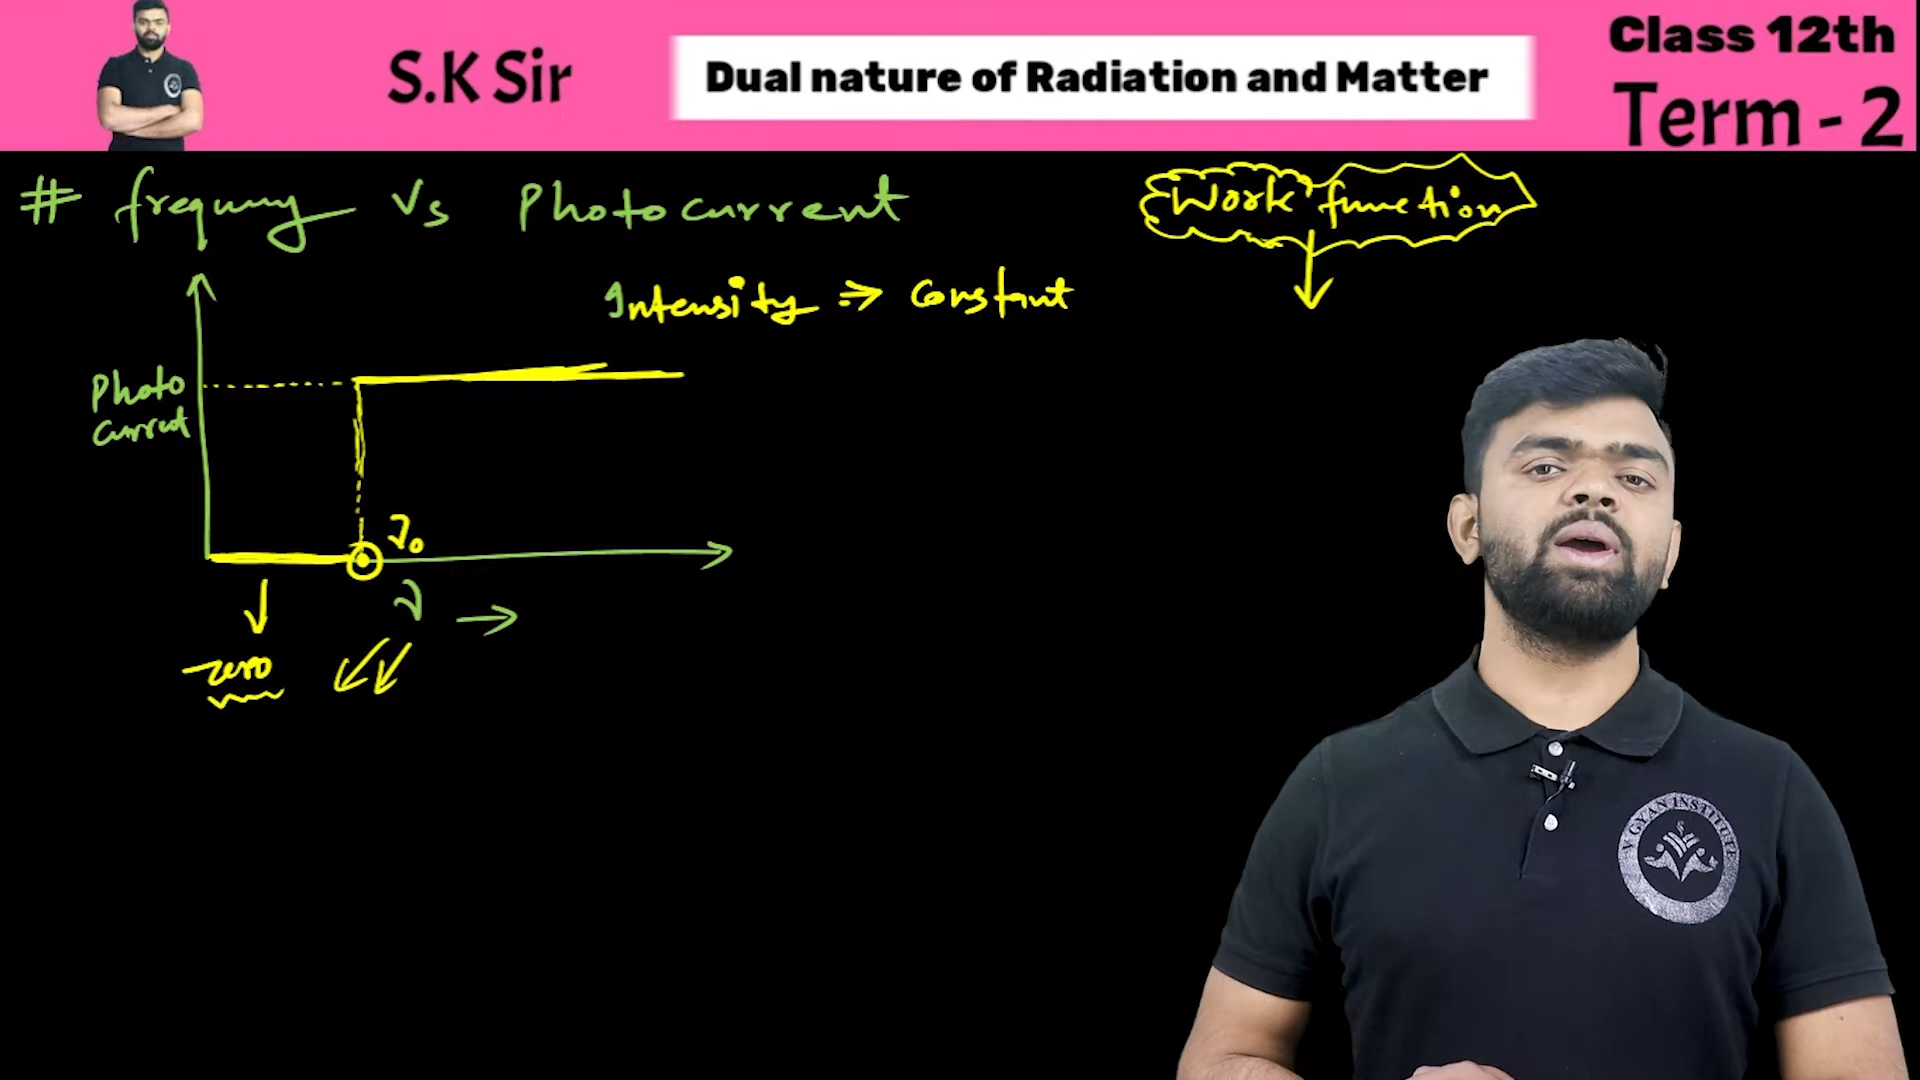 S.K Sir
Dual nature of Radiation and Matter
Class 12th
Term - 2
# frequency Vs Photocurrent
Work function
Intensity ⇒ Constant
Photo
current
ν₀
ν →
zero